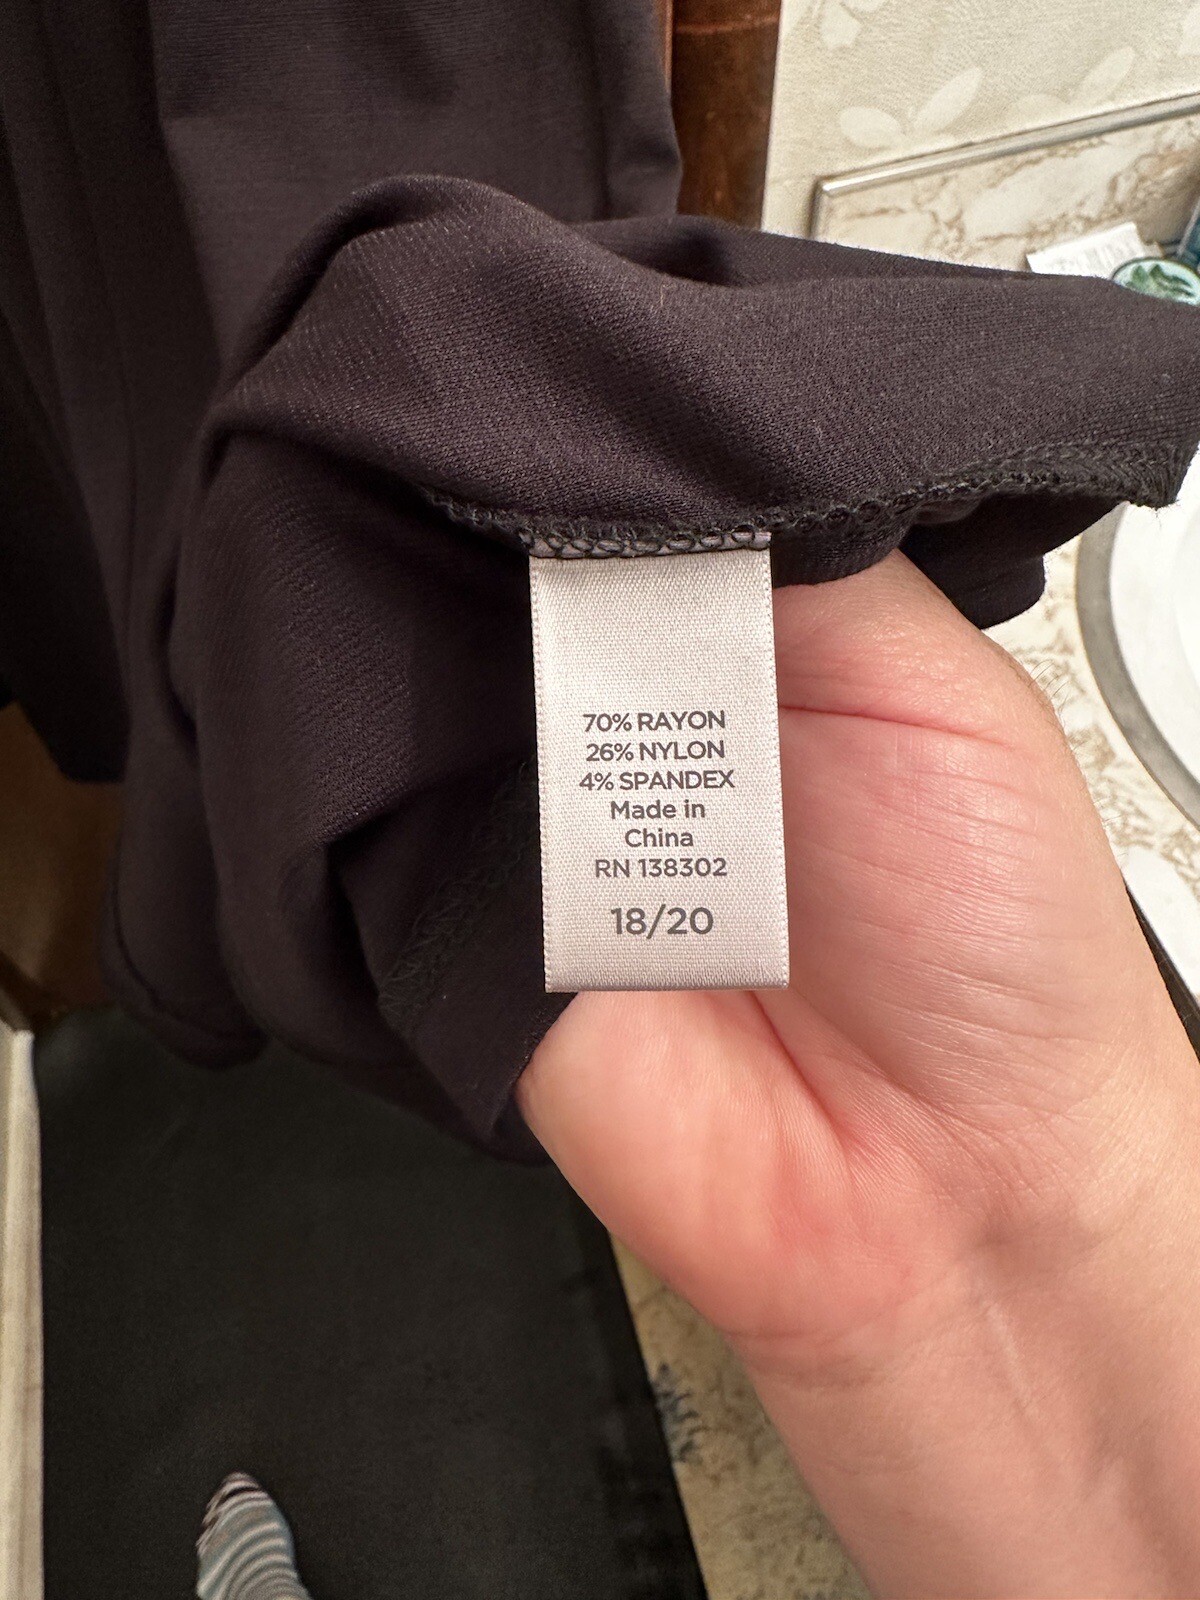 70% RAYON
26% NYLON
4% SPANDEX
Made in
China
RN 138302
18/20